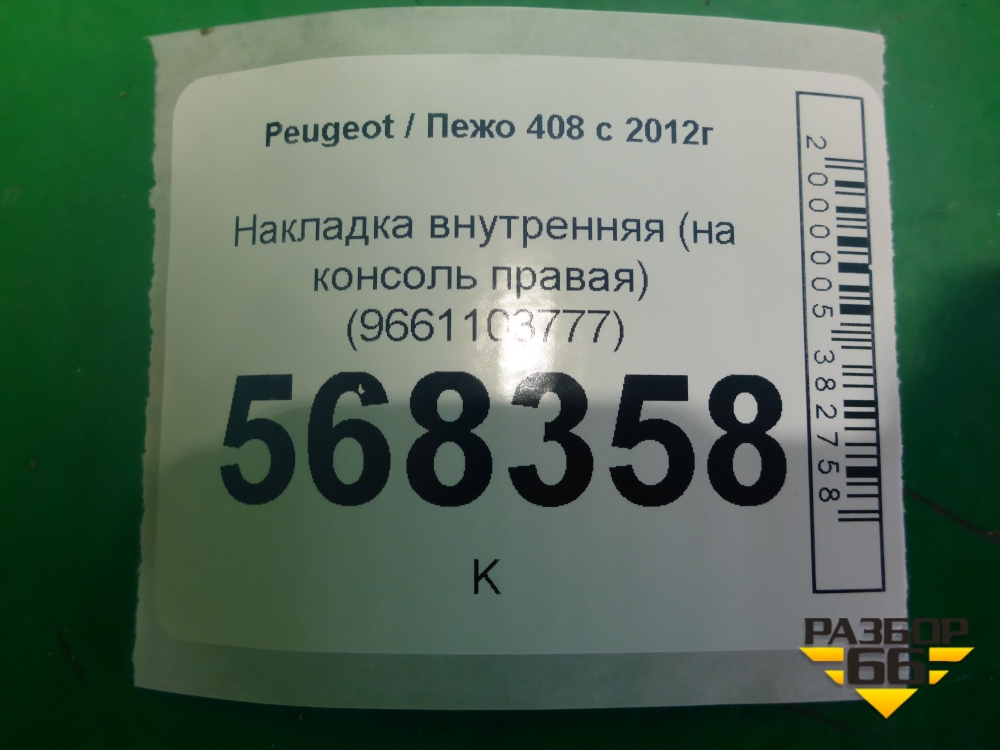 Peugeot / Пежо 408 с 2012г
Накладка внутренняя (на
консоль правая)
(9661103777)
568358
К
2000005382758
РАЗБОР
66